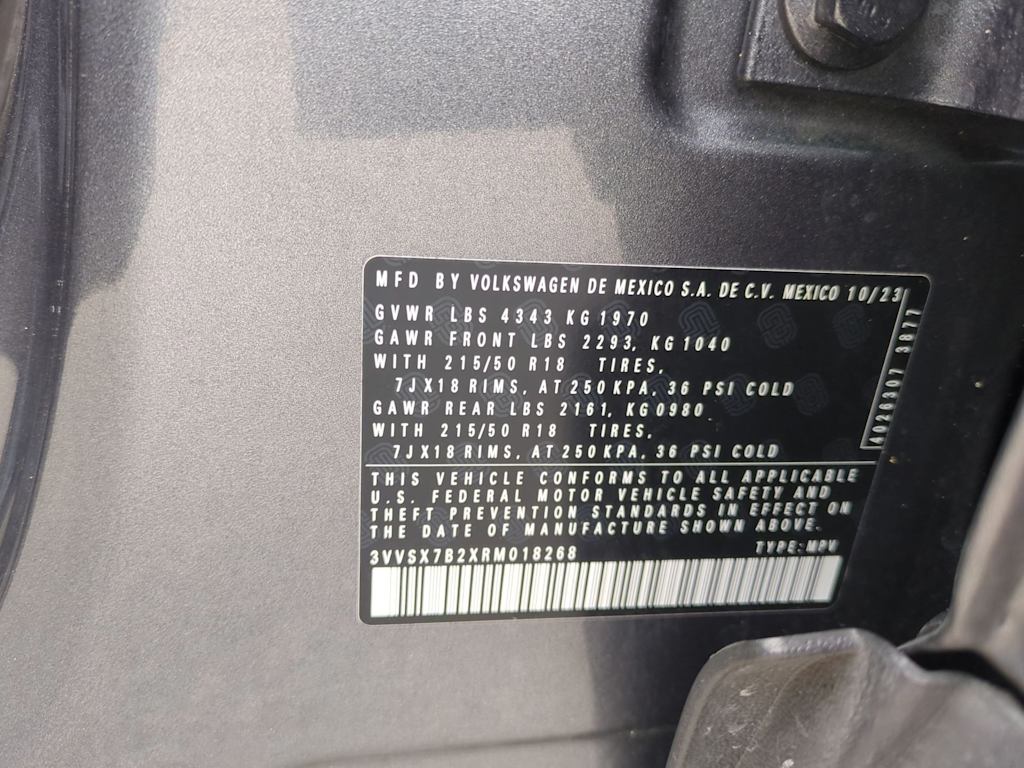 MFD BY VOLKSWAGEN DE MEXICO S.A. DE C.V. MEXICO 10/23
GVWR LBS 4343 KG 1970
GAWR FRONT LBS 2293, KG 1040
WITH 215/50 R18 TIRES,
7JX18 RIMS, AT 250 KPA, 36 PSI COLD
GAWR REAR LBS 2161, KG 0980
WITH 215/50 R18 TIRES,
7JX18 RIMS, AT 250 KPA, 36 PSI COLD
4026307 3877
THIS VEHICLE CONFORMS TO ALL APPLICABLE
U.S. FEDERAL MOTOR VEHICLE SAFETY AND
THEFT PREVENTION STANDARDS IN EFFECT ON
THE DATE OF MANUFACTURE SHOWN ABOVE.
3VVSX7B2XRM018268 TYPE: MPV